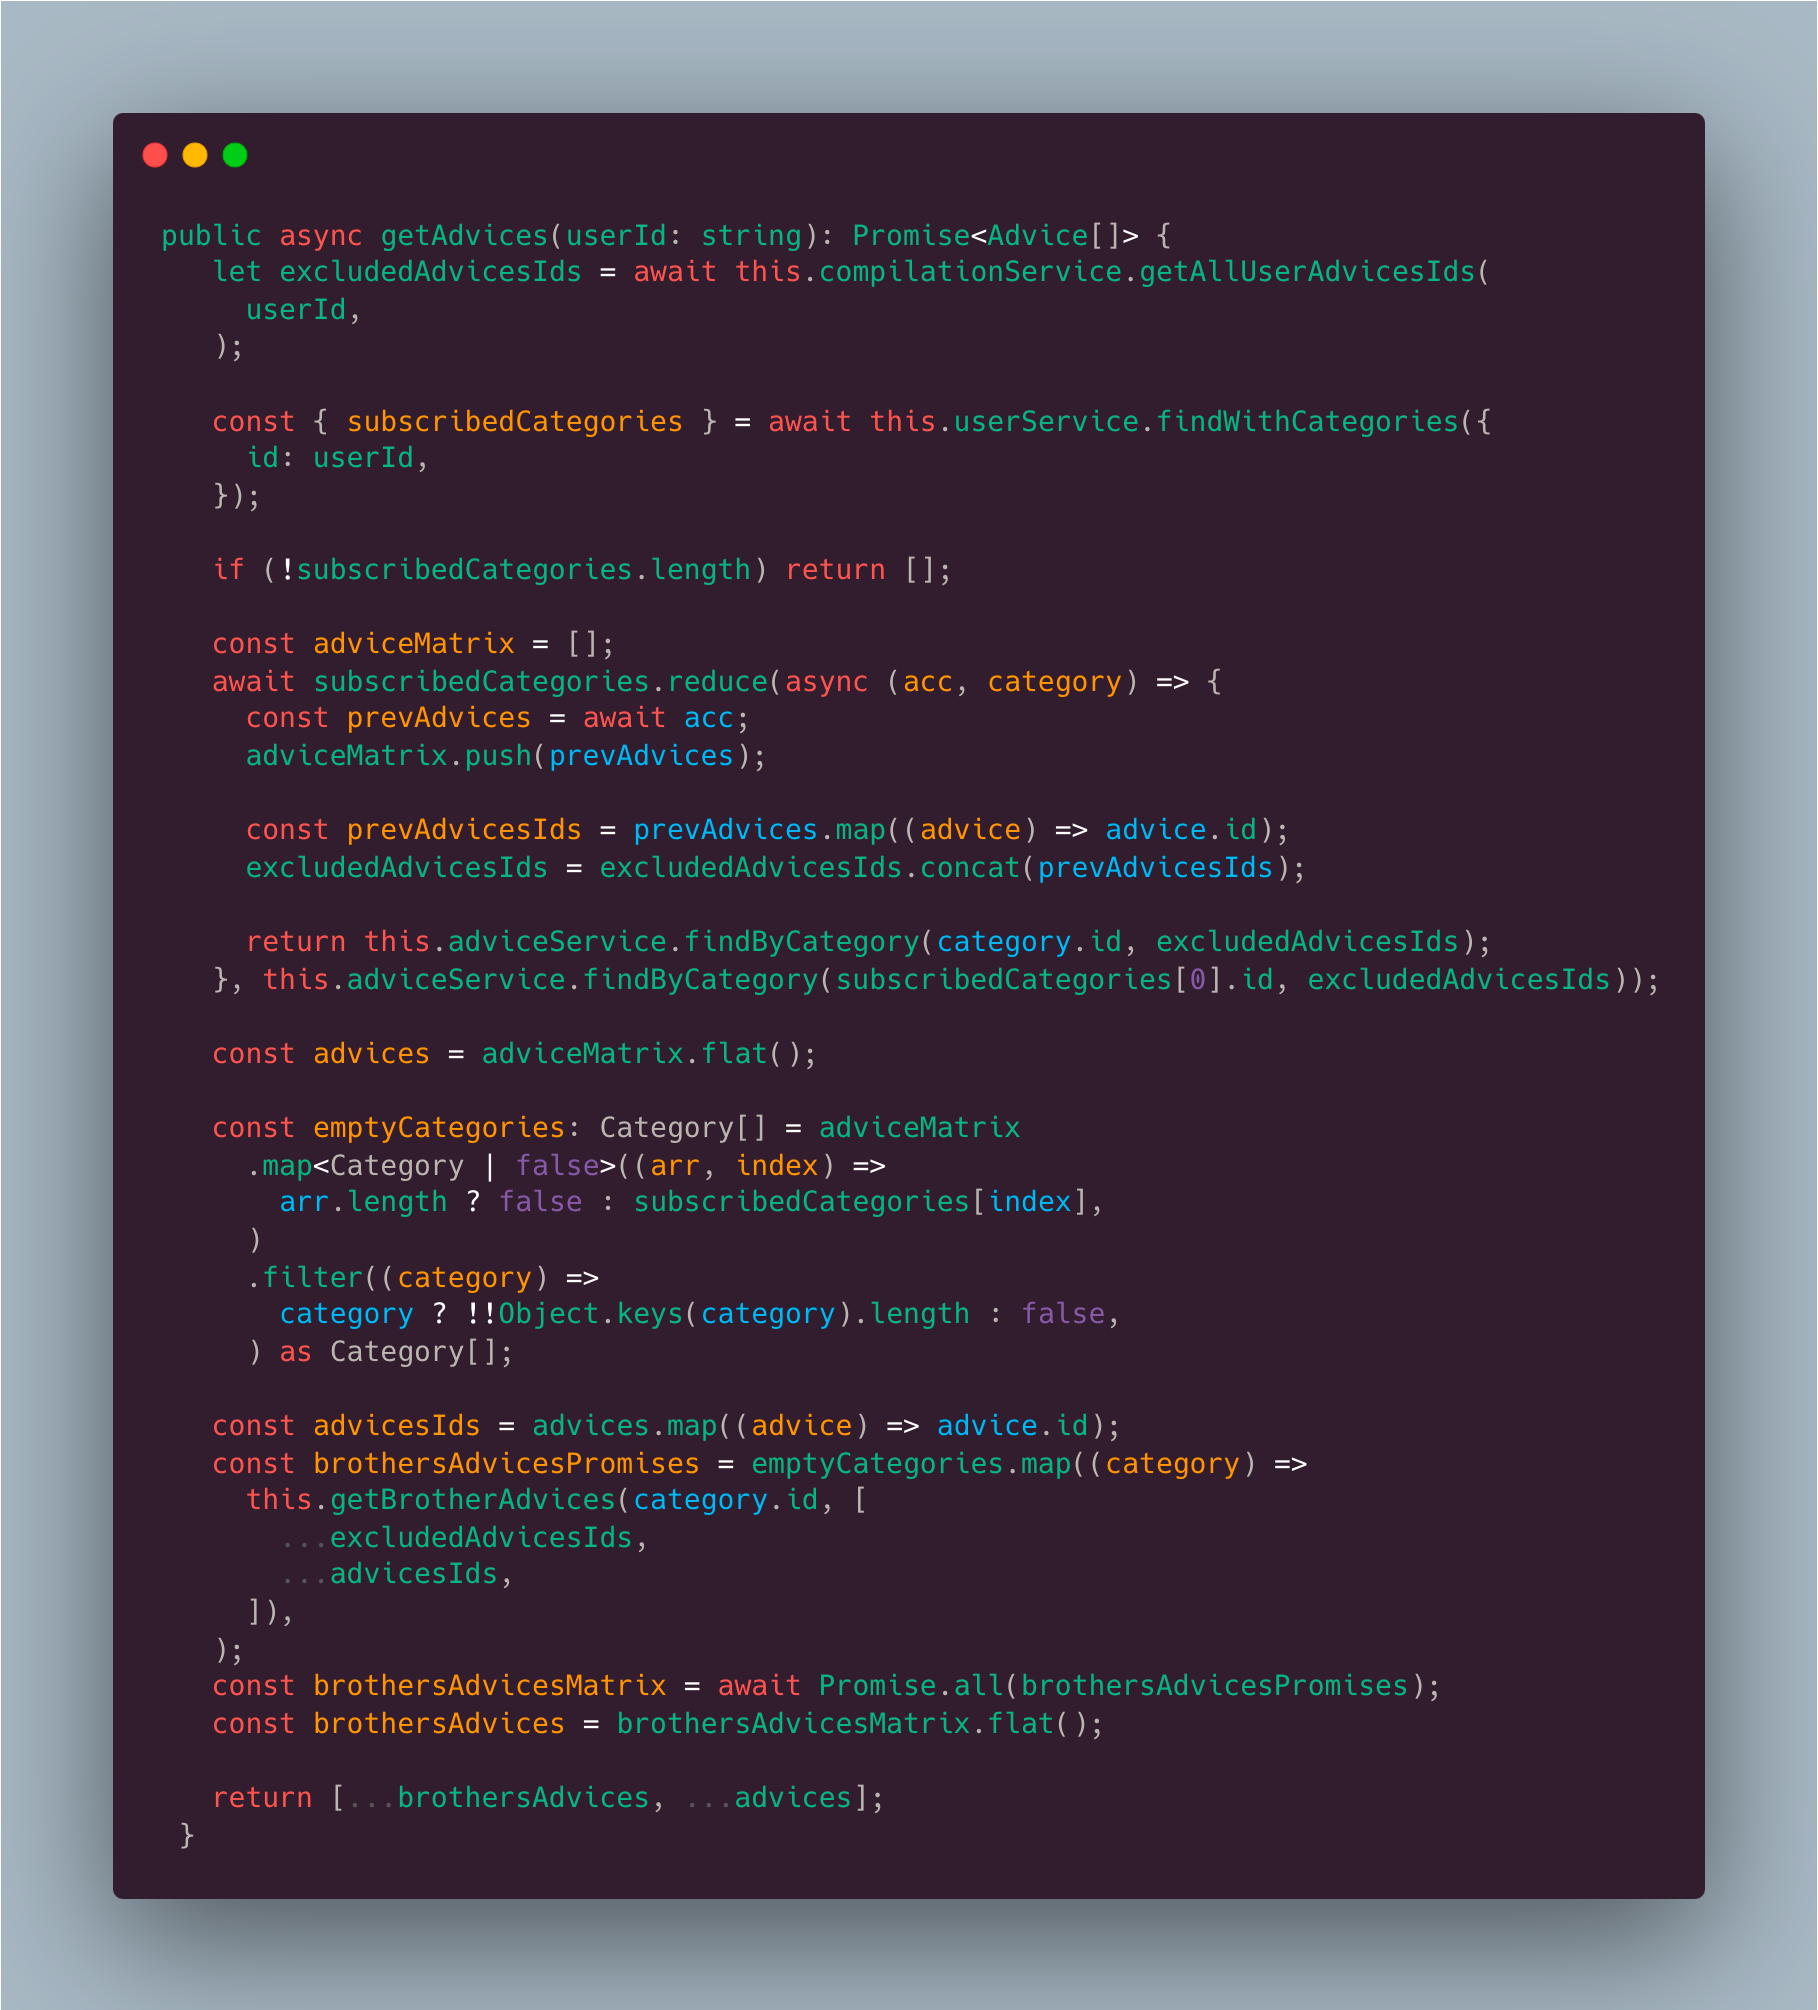 public async getAdvices(userId: string): Promise<Advice[]> {
   let excludedAdvicesIds = await this.compilationService.getAllUserAdvicesIds(
     userId,
   );

   const { subscribedCategories } = await this.userService.findWithCategories({
     id: userId,
   });

   if (!subscribedCategories.length) return [];

   const adviceMatrix = [];
   await subscribedCategories.reduce(async (acc, category) => {
     const prevAdvices = await acc;
     adviceMatrix.push(prevAdvices);

     const prevAdvicesIds = prevAdvices.map((advice) => advice.id);
     excludedAdvicesIds = excludedAdvicesIds.concat(prevAdvicesIds);

     return this.adviceService.findByCategory(category.id, excludedAdvicesIds);
   }, this.adviceService.findByCategory(subscribedCategories[0].id, excludedAdvicesIds));

   const advices = adviceMatrix.flat();

   const emptyCategories: Category[] = adviceMatrix
     .map<Category | false>((arr, index) =>
       arr.length ? false : subscribedCategories[index],
     )
     .filter((category) =>
       category ? !!Object.keys(category).length : false,
     ) as Category[];

   const advicesIds = advices.map((advice) => advice.id);
   const brothersAdvicesPromises = emptyCategories.map((category) =>
     this.getBrotherAdvices(category.id, [
       ...excludedAdvicesIds,
       ...advicesIds,
     ]),
   );
   const brothersAdvicesMatrix = await Promise.all(brothersAdvicesPromises);
   const brothersAdvices = brothersAdvicesMatrix.flat();

   return [...brothersAdvices, ...advices];
 }